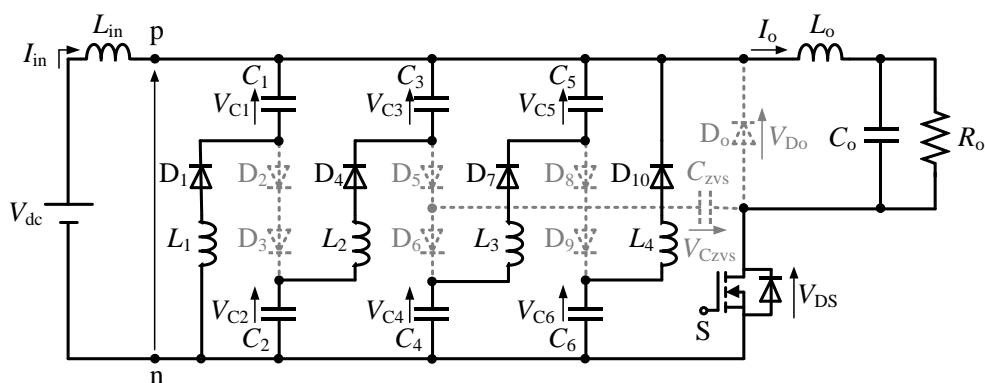 I_in
L_in
p
C_1
C_3
C_5
I_o
L_o
V_C1
V_C3
V_C5
D_1
D_2
D_4
D_5
D_7
D_8
D_10
D_o
V_Do
C_o
R_o
C_zvs
V_dc
L_1
D_3
L_2
D_6
L_3
D_9
L_4
V_Czvs
V_C2
V_C4
V_C6
V_DS
S
C_2
C_4
C_6
n